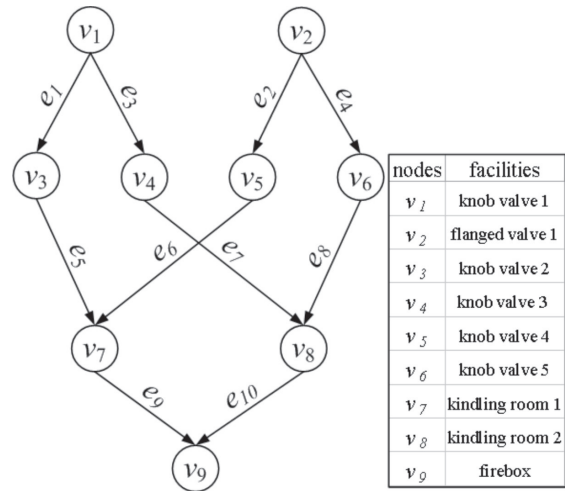 v1 v2
e1 e3 e2 e4
v3 v4 v5 v6
e5 e6 e7 e8
v7 v8
e9 e10
v9
nodes facilities
v1 knob valve 1
v2 flanged valve 1
v3 knob valve 2
v4 knob valve 3
v5 knob valve 4
v6 knob valve 5
v7 kindling room 1
v8 kindling room 2
v9 firebox